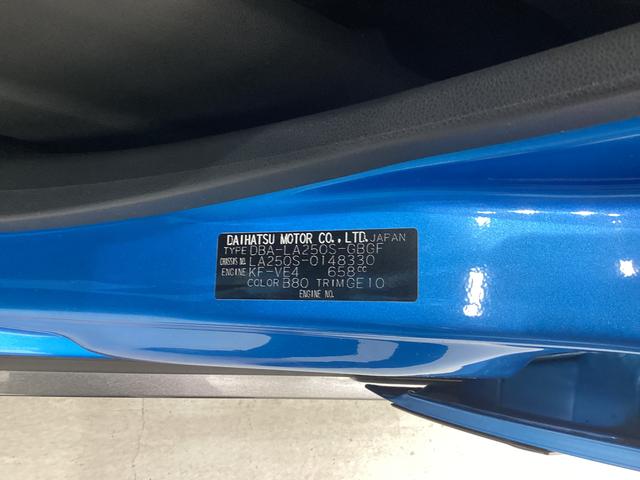 DAIHATSU MOTOR CO., LTD. JAPAN
TYPE DBA-LA250S-GBGF
CHASSIS NO. LA250S-0148330
ENGINE KF-VE4 658cc
COLOR B80 TRIM GE10
ENGINE NO.